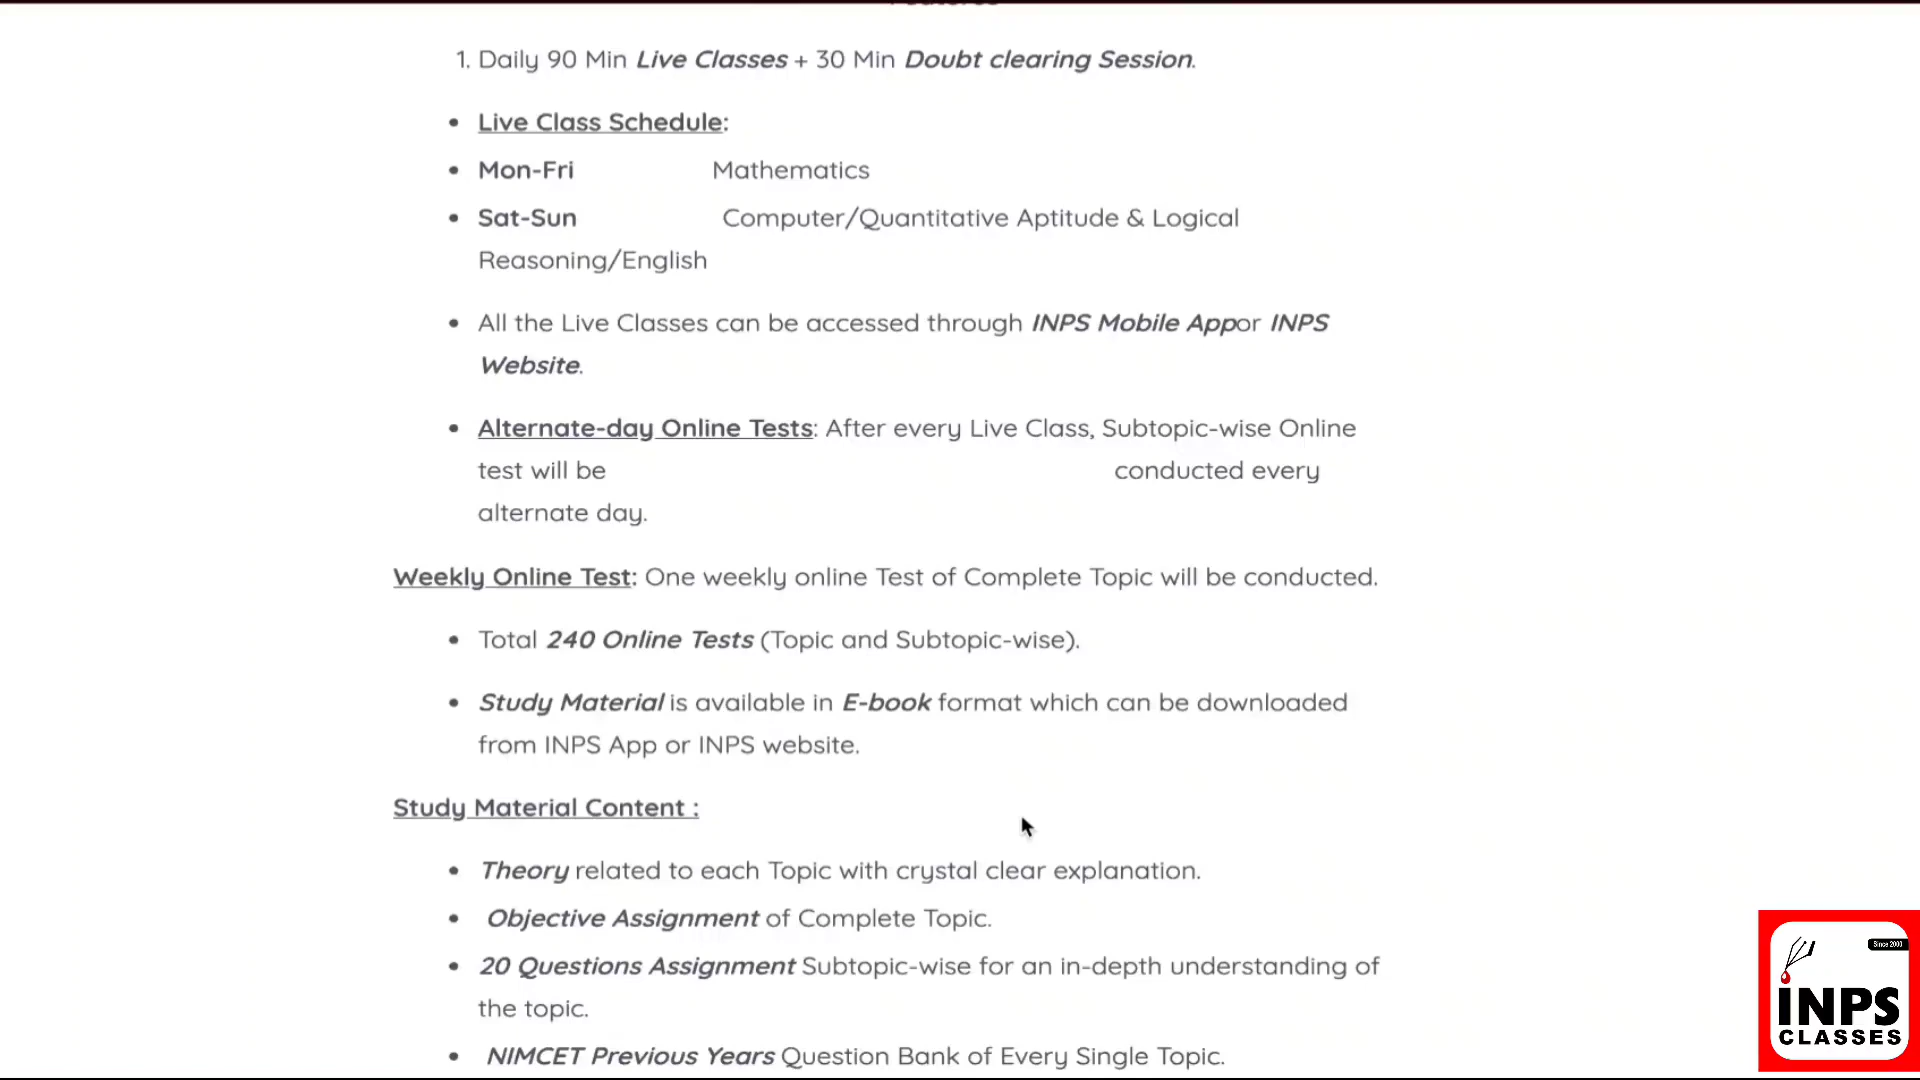 Features
1. Daily 90 Min Live Classes + 30 Min Doubt clearing Session.
• Live Class Schedule:
• Mon-Fri Mathematics
• Sat-Sun Computer/Quantitative Aptitude & Logical
Reasoning/English
• All the Live Classes can be accessed through INPS Mobile Appor INPS
Website.
• Alternate-day Online Tests: After every Live Class, Subtopic-wise Online
test will be conducted every
alternate day.
Weekly Online Test: One weekly online Test of Complete Topic will be conducted.
• Total 240 Online Tests (Topic and Subtopic-wise).
• Study Material is available in E-book format which can be downloaded
from INPS App or INPS website.
Study Material Content :
• Theory related to each Topic with crystal clear explanation.
• Objective Assignment of Complete Topic.
• 20 Questions Assignment Subtopic-wise for an in-depth understanding of
the topic.
• NIMCET Previous Years Question Bank of Every Single Topic.
Since 2000
iNPS
CLASSES